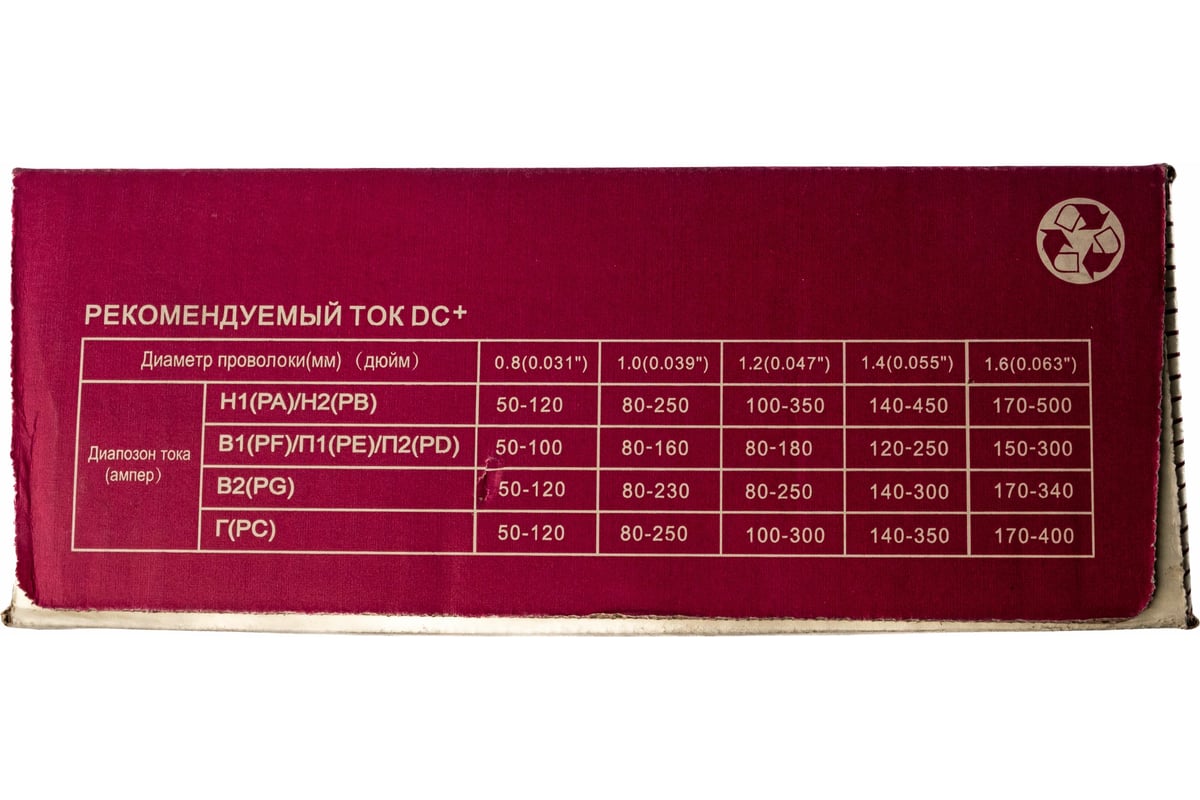 РЕКОМЕНДУЕМЫЙ ТОК DC+
Диаметр проволоки(мм) (дюйм) 0.8(0.031") 1.0(0.039") 1.2(0.047") 1.4(0.055") 1.6(0.063")
Н1(PA)/Н2(PB) 50-120 80-250 100-350 140-450 170-500
Диапозон тока
(ампер)
В1(PF)/П1(PE)/П2(PD) 50-100 80-160 80-180 120-250 150-300
В2(PG) 50-120 80-230 80-250 140-300 170-340
Г(PC) 50-120 80-250 100-300 140-350 170-400